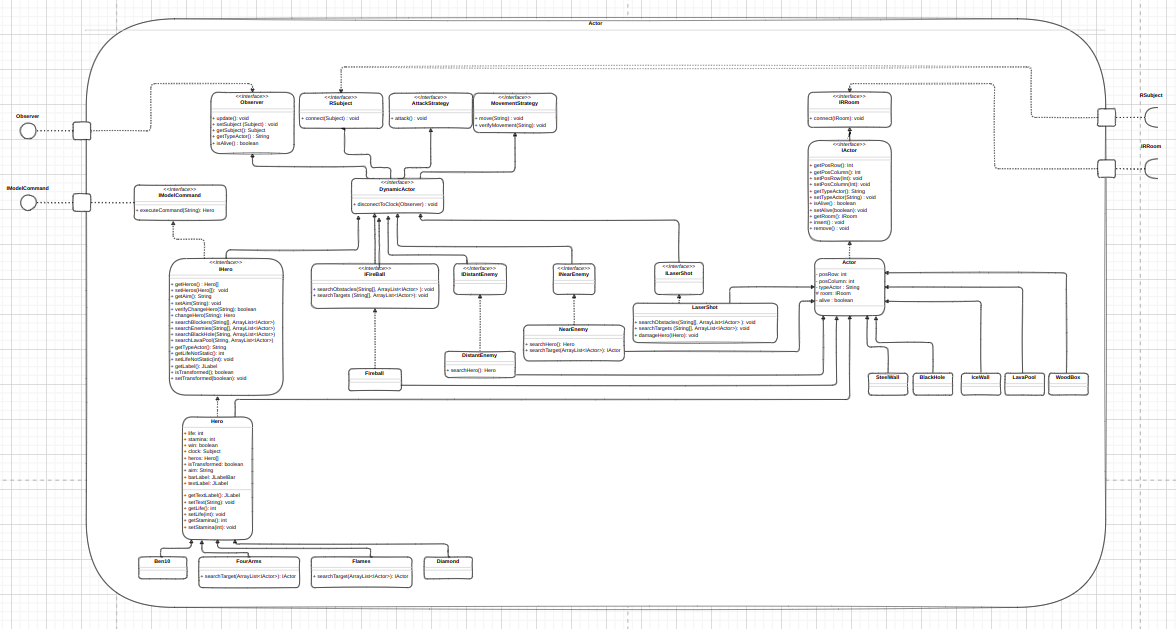 Actor
<<Interface>>
Observer
+ update(): void
+ setSubject (Subject) : void
+ getSubject(): Subject
+ getTypeActor() : String
+ isAlive() : boolean
<<Interface>>
RSubject
+ connect(Subject) : void
<<Interface>>
AttackStrategy
+ attack() : void
<<Interface>>
MovementStrategy
+ move(String) : void
+ verifyMovement(String): void
<<Interface>>
IRRoom
+ connect(IRoom): void
RSubject
IRRoom
Observer
IModelCommand
<<Interface>>
IActor
+ getPosRow(): int
+ getPosColumn(): int
+ setPosRow(int): void
+ setPosColumn(int): void
+ getTypeActor(): String
+ setTypeActor(String) : void
+ isAlive() : boolean
+ setAlive(boolean): void
+ getRoom(): IRoom
+ insert() : void
+ remove() : void
<<Interface>>
DynamicActor
+ disconectToClock(Observer) : void
<<Interface>>
IModelCommand
+ executeCommand(String): Hero
<<Interface>>
IHero
+ getHeros() : Hero[]
+ setHeros(Hero[]): void
+ getAim(): String
+ setAim(String): void
+ verifyChangeHero(String): boolean
+ changeHero(String): Hero
+ searchBlockers(String[], ArrayList<IActor>)
+ searchEnemies(String[], ArrayList<IActor>)
+ searchBlackHole(String[], ArrayList<IActor>)
+ searchLavaPool(String, ArrayList<IActor>)
+ getTypeActor(): String
+ getLifeNotStatic(): int
+ setLifeNotStatic(int): void
+ getLabel(): JLabel
+ isTransformed(): boolean
+ setTransformed(boolean): void
<<Interface>>
IFireBall
+ searchObstacles(String[], ArrayList<IActor> ): void
+ searchTargets (String[], ArrayList<IActor>): void
<<Interface>>
IDistantEnemy
<<Interface>>
INearEnemy
<<Interface>>
ILaserShot
Actor
- posRow: int
- posColumn: int
- typeActor : String
# room: IRoom
- alive : boolean
LaserShot
+ searchObstacles(String[], ArrayList<IActor> ): void
+ searchTargets (String[], ArrayList<IActor>): void
+ damageHero(Hero): void
NearEnemy
+ searchHero(): Hero
+ searchTarget(ArrayList<IActor>): IActor
DistantEnemy
+ searchHero(): Hero
Fireball
SteelWall
BlackHole
IceWall
LavaPool
WoodBox
Hero
+ life: int
+ stamina: int
+ win: boolean
+ clock: Subject
+ heros: Hero[]
+ isTransformed: boolean
+ aim: String
+ barLabel: JLabelBar
+ textLabel: JLabel
+ getTextLabel(): JLabel
+ setText(String): void
+ getLife(): int
+ setLife(int): void
+ getStamina(): int
+ setStamina(int): void
Ben10
FourArms
+ searchTarget(ArrayList<IActor>): IActor
Flames
+ searchTarget(ArrayList<IActor>): IActor
Diamond